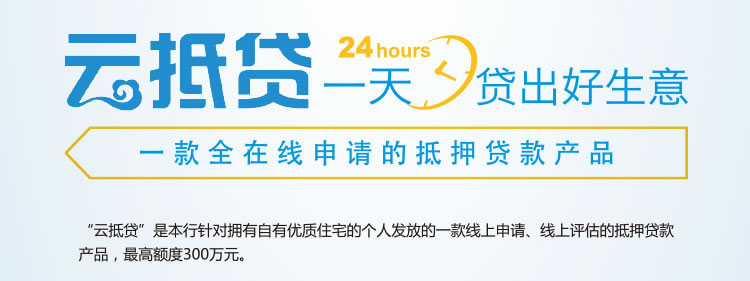 云抵贷 一天 24 hours 贷出好生意
一款全在线申请的抵押贷款产品
“云抵贷”是本行针对拥有自有优质住宅的个人发放的一款线上申请、线上评估的抵押贷款
产品，最高额度300万元。